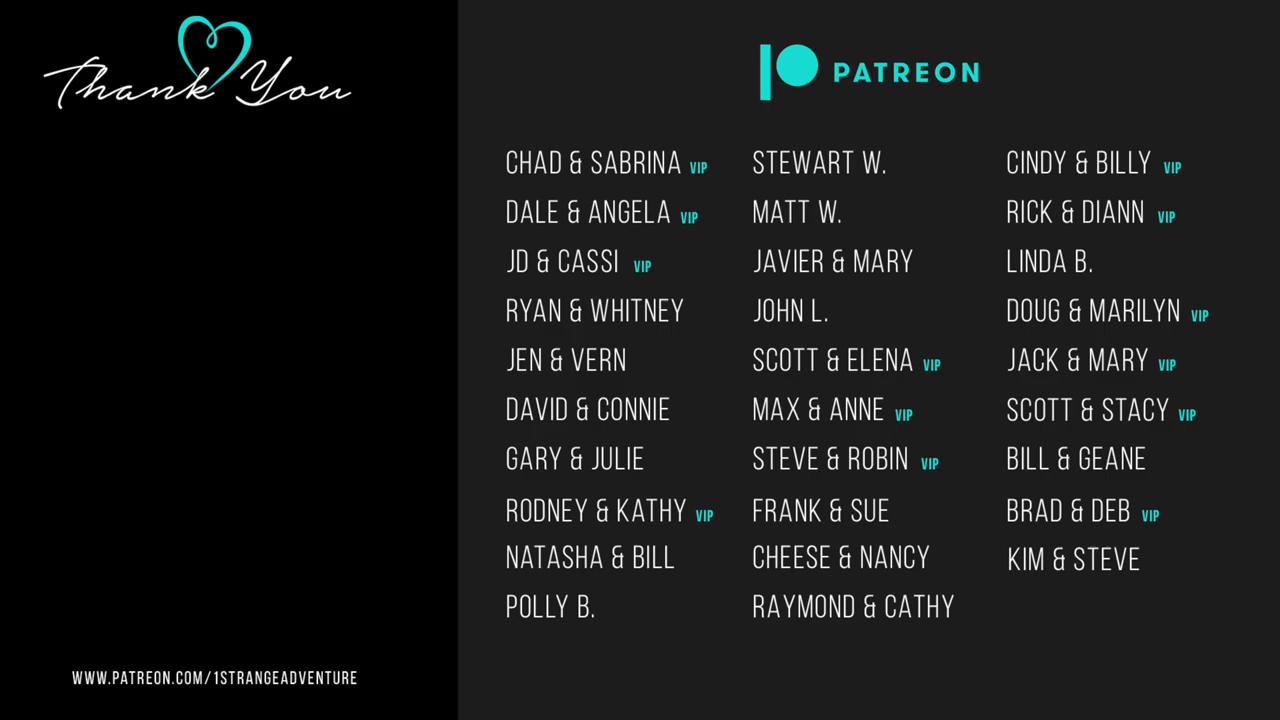 Thank You
PATREON
CHAD & SABRINA VIP
DALE & ANGELA VIP
JD & CASSI VIP
RYAN & WHITNEY
JEN & VERN
DAVID & CONNIE
GARY & JULIE
RODNEY & KATHY VIP
NATASHA & BILL
POLLY B.
STEWART W.
MATT W.
JAVIER & MARY
JOHN L.
SCOTT & ELENA VIP
MAX & ANNE VIP
STEVE & ROBIN VIP
FRANK & SUE
CHEESE & NANCY
RAYMOND & CATHY
CINDY & BILLY VIP
RICK & DIANN VIP
LINDA B.
DOUG & MARILYN VIP
JACK & MARY VIP
SCOTT & STACY VIP
BILL & GEANE
BRAD & DEB VIP
KIM & STEVE
WWW.PATREON.COM/1STRANGEADVENTURE